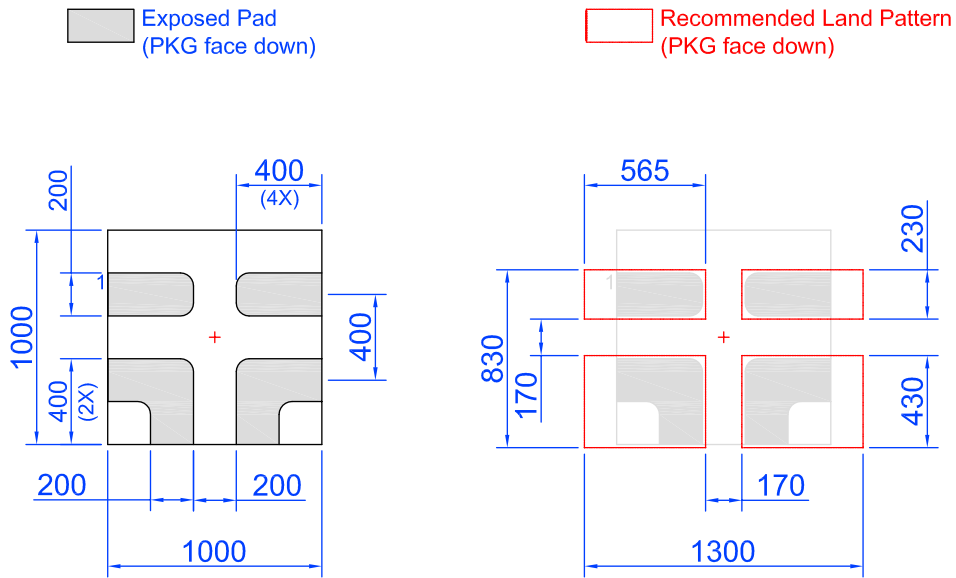 Exposed Pad
(PKG face down)
Recommended Land Pattern
(PKG face down)
200
400
(4X)
1
1000
400
400
(2X)
200
200
1000
565
230
1
830
170
430
170
1300